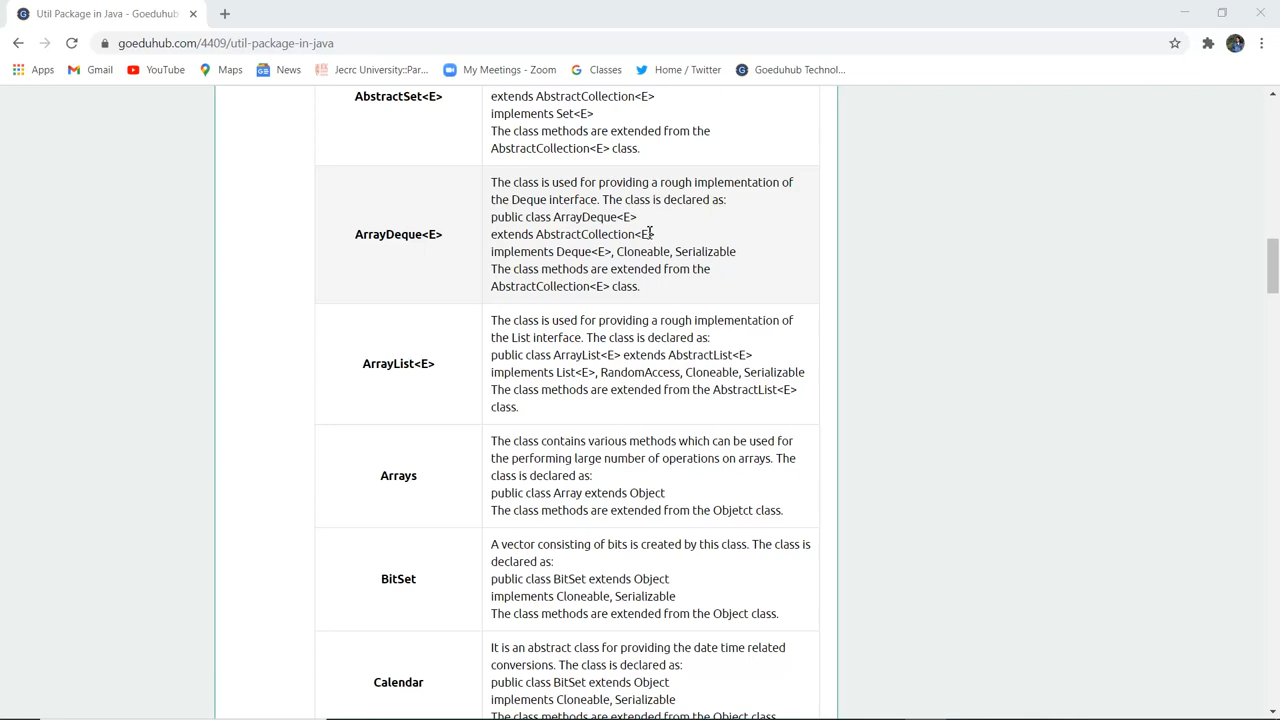 Util Package in Java - Goeduhub
goeduhub.com/4409/util-package-in-java
Apps
Gmail
YouTube
Maps
News
Jecrc University::Par...
My Meetings - Zoom
Classes
Home / Twitter
Goeduhub Technol...
AbstractSet<E>
extends AbstractCollection<E>
implements Set<E>
The class methods are extended from the
AbstractCollection<E> class.
ArrayDeque<E>
The class is used for providing a rough implementation of
the Deque interface. The class is declared as:
public class ArrayDeque<E>
extends AbstractCollection<E>
implements Deque<E>, Cloneable, Serializable
The class methods are extended from the
AbstractCollection<E> class.
ArrayList<E>
The class is used for providing a rough implementation of
the List interface. The class is declared as:
public class ArrayList<E> extends AbstractList<E>
implements List<E>, RandomAccess, Cloneable, Serializable
The class methods are extended from the AbstractList<E>
class.
Arrays
The class contains various methods which can be used for
the performing large number of operations on arrays. The
class is declared as:
public class Array extends Object
The class methods are extended from the Objetct class.
BitSet
A vector consisting of bits is created by this class. The class is
declared as:
public class BitSet extends Object
implements Cloneable, Serializable
The class methods are extended from the Object class.
Calendar
It is an abstract class for providing the date time related
conversions. The class is declared as:
public class BitSet extends Object
implements Cloneable, Serializable
The class methods are extended from the Object class